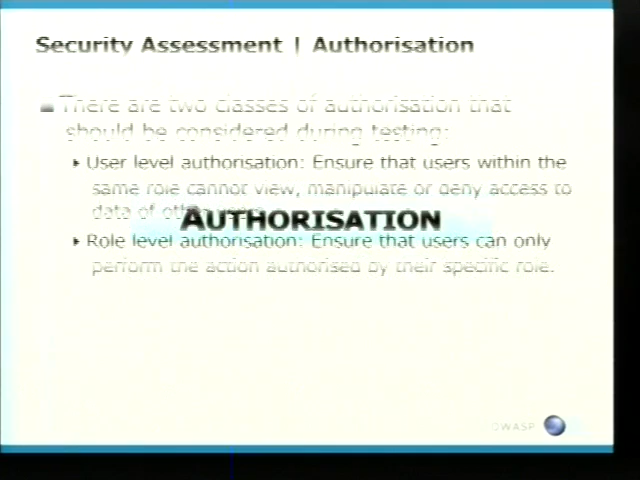 Security Assessment | Authorisation
There are two classes of authorisation that
should be considered during testing:
User level authorisation: Ensure that users within the
same role cannot view, manipulate or deny access to
data of other users
AUTHORISATION
Role level authorisation: Ensure that users can only
perform the action authorised by their specific role.
OWASP